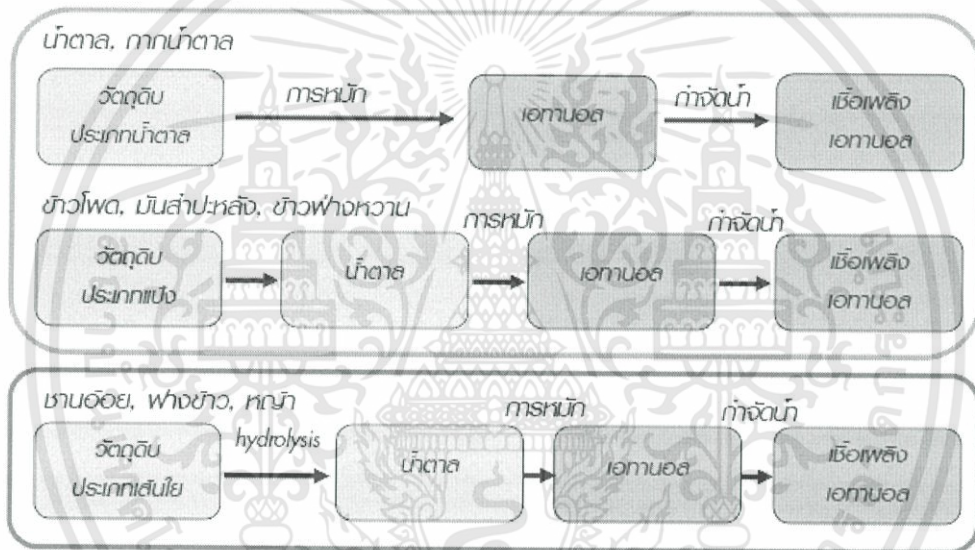 น้ำตาล, กากน้ำตาล
วัตถุดิบ
ประเภทน้ำตาล
การหมัก
เอทานอล
กำจัดน้ำ
เชื้อเพลิง
เอทานอล
ข้าวโพด, มันสำปะหลัง, ข้าวฟ่างหวาน
วัตถุดิบ
ประเภทแป้ง
น้ำตาล
การหมัก
เอทานอล
กำจัดน้ำ
เชื้อเพลิง
เอทานอล
ชานอ้อย, ฟางข้าว, หญ้า
วัตถุดิบ
ประเภทเส้นใย
hydrolysis
น้ำตาล
การหมัก
เอทานอล
กำจัดน้ำ
เชื้อเพลิง
เอทานอล